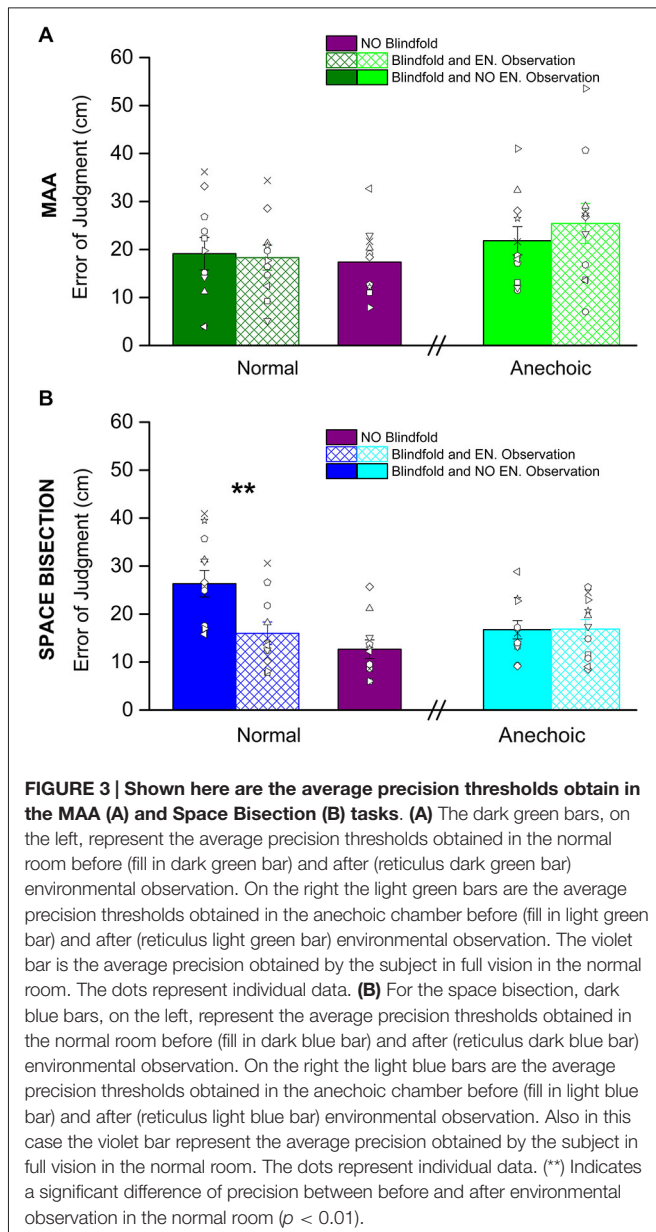 A
60
50
40
30
20
10
0
MAA
Error of Judgment (cm)
NO Blindfold
Blindfold and EN. Observation
Blindfold and NO EN. Observation
Normal
Anechoic
B
60
50
40
30
20
10
0
SPACE BISECTION
Error of Judgment (cm)
NO Blindfold
Blindfold and EN. Observation
Blindfold and NO EN. Observation
**
Normal
Anechoic
FIGURE 3 | Shown here are the average precision thresholds obtain in
the MAA (A) and Space Bisection (B) tasks. (A) The dark green bars, on
the left, represent the average precision thresholds obtained in the normal
room before (fill in dark green bar) and after (reticulus dark green bar)
environmental observation. On the right the light green bars are the average
precision thresholds obtained in the anechoic chamber before (fill in light green
bar) and after (reticulus light green bar) environmental observation. The violet
bar is the average precision obtained by the subject in full vision in the normal
room. The dots represent individual data. (B) For the space bisection, dark
blue bars, on the left, represent the average precision thresholds obtained in
the normal room before (fill in dark blue bar) and after (reticulus dark blue bar)
environmental observation. On the right the light blue bars are the average
precision thresholds obtained in the anechoic chamber before (fill in light blue
bar) and after (reticulus light blue bar) environmental observation. Also in this
case the violet bar represent the average precision obtained by the subject in
full vision in the normal room. The dots represent individual data. (**) Indicates
a significant difference of precision between before and after environmental
observation in the normal room (p < 0.01).